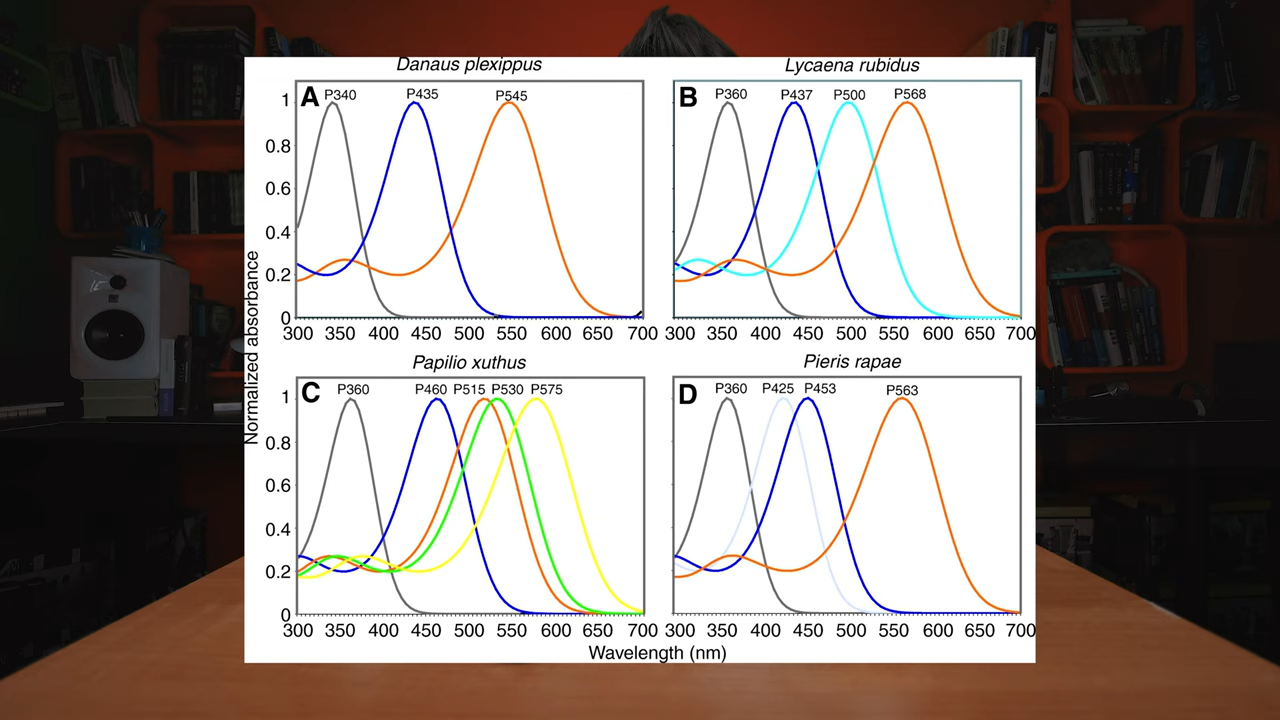 Danaus plexippus
Lycaena rubidus
A P340 P435 P545
B P360 P437 P500 P568
1
0.8
0.6
0.4
0.2
0
300 350 400 450 500 550 600 650 700
300 350 400 450 500 550 600 650 700
Normalized absorbance
Papilio xuthus
Pieris rapae
C P360 P460 P515 P530 P575
D P360 P425 P453 P563
1
0.8
0.6
0.4
0.2
0
300 350 400 450 500 550 600 650 700
300 350 400 450 500 550 600 650 700
Wavelength (nm)